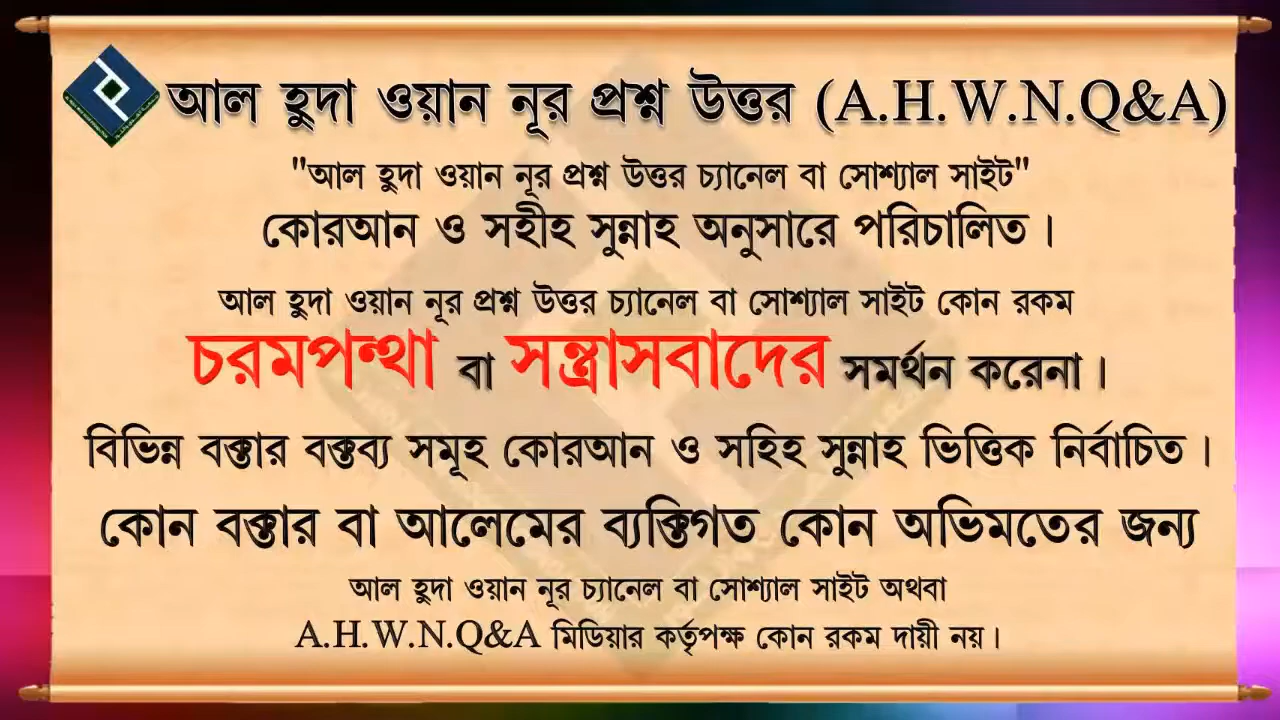 আল হুদা ওয়ান নূর প্রশ্ন উত্তর (A.H.W.N.Q&A)
"আল হুদা ওয়ান নূর প্রশ্ন উত্তর চ্যানেল বা সোশ্যাল সাইট"
কোরআন ও সহীহ সুন্নাহ অনুসারে পরিচালিত।
আল হুদা ওয়ান নূর প্রশ্ন উত্তর চ্যানেল বা সোশ্যাল সাইট কোন রকম
চরমপন্থা বা সন্ত্রাসবাদের সমর্থন করেনা।
বিভিন্ন বক্তার বক্তব্য সমূহ কোরআন ও সহিহ সুন্নাহ ভিত্তিক নির্বাচিত।
কোন বক্তার বা আলেমের ব্যক্তিগত কোন অভিমতের জন্য
আল হুদা ওয়ান নূর চ্যানেল বা সোশ্যাল সাইট অথবা
A.H.W.N.Q&A মিডিয়ার কর্তৃপক্ষ কোন রকম দায়ী নয়।